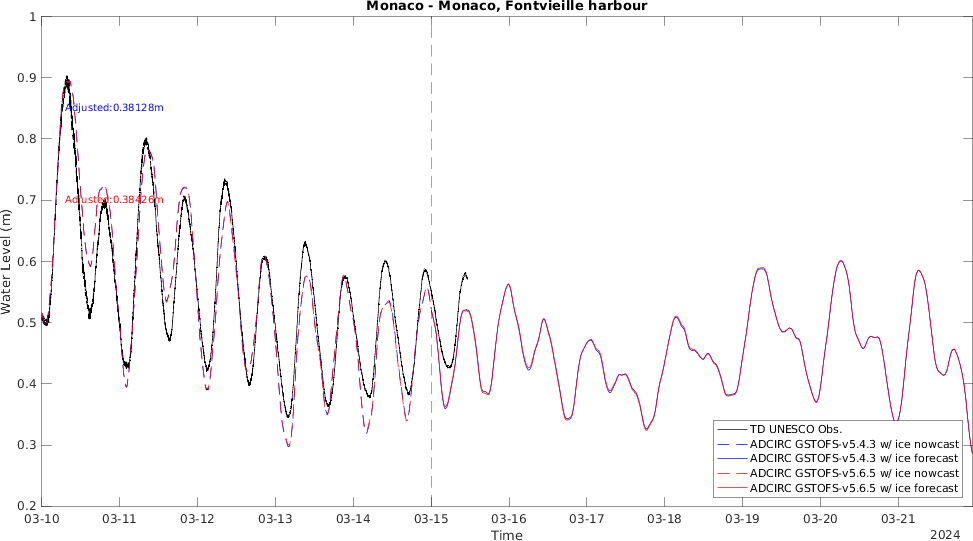 Monaco - Monaco, Fontvieille harbour
Water Level (m)
1
0.9
0.8
0.7
0.6
0.5
0.4
0.3
0.2
Adjusted:0.38128m
Adjusted:0.38426m
TD UNESCO Obs.
ADCIRC GSTOFS-v5.4.3 w/ ice nowcast
ADCIRC GSTOFS-v5.4.3 w/ ice forecast
ADCIRC GSTOFS-v5.6.5 w/ ice nowcast
ADCIRC GSTOFS-v5.6.5 w/ ice forecast
03-10 03-11 03-12 03-13 03-14 03-15 03-16 03-17 03-18 03-19 03-20 03-21
Time
2024